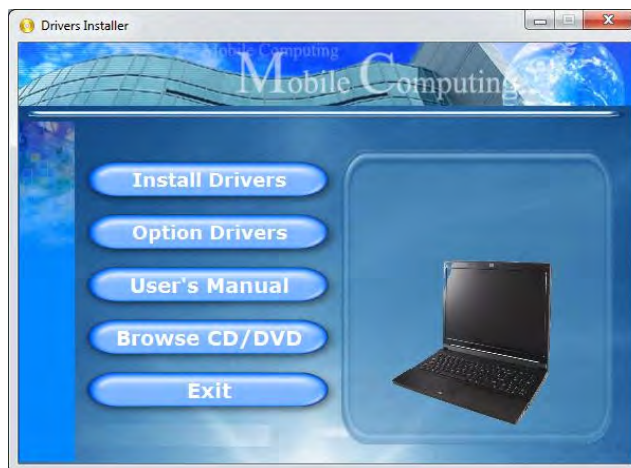 Drivers Installer
Mobile Computing
Mobile Computing
Install Drivers
Option Drivers
User's Manual
Browse CD/DVD
Exit